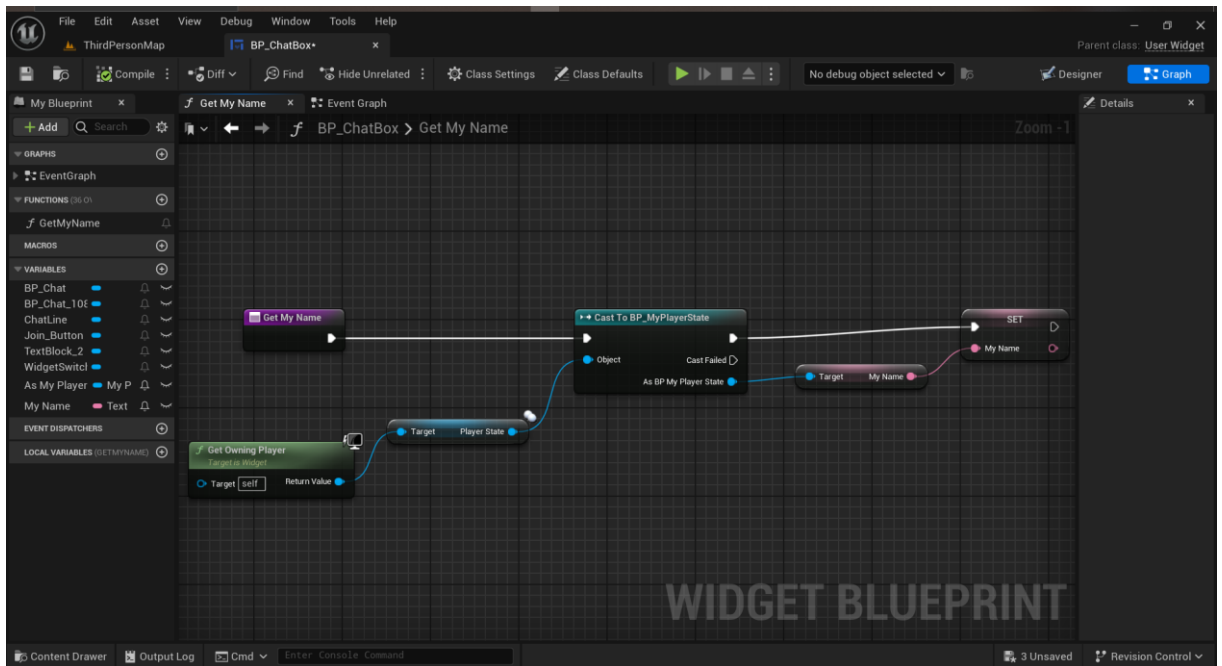 File Edit Asset View Debug Window Tools Help
ThirdPersonMap
BP_ChatBox•
Parent class: User Widget
Compile
Diff
Find
Hide Unrelated
Class Settings
Class Defaults
No debug object selected
Designer
Graph
My Blueprint
Get My Name
Event Graph
Details
Add
Search
BP_ChatBox > Get My Name
Zoom -1
GRAPHS
EventGraph
FUNCTIONS
GetMyName
MACROS
VARIABLES
BP_Chat
BP_Chat_108
ChatLine
Join_Button
TextBlock_2
WidgetSwitcl
As My Player My P
My Name Text
EVENT DISPATCHERS
LOCAL VARIABLES (GETMYNAME)
Get My Name
Cast To BP_MyPlayerState
Object
Cast Failed
As BP My Player State
SET
My Name
Target My Name
Target Player State
Get Owning Player
Target is Widget
Target self
Return Value
WIDGET BLUEPRINT
Content Drawer
Output Log
Cmd
Enter Console Command
3 Unsaved
Revision Control